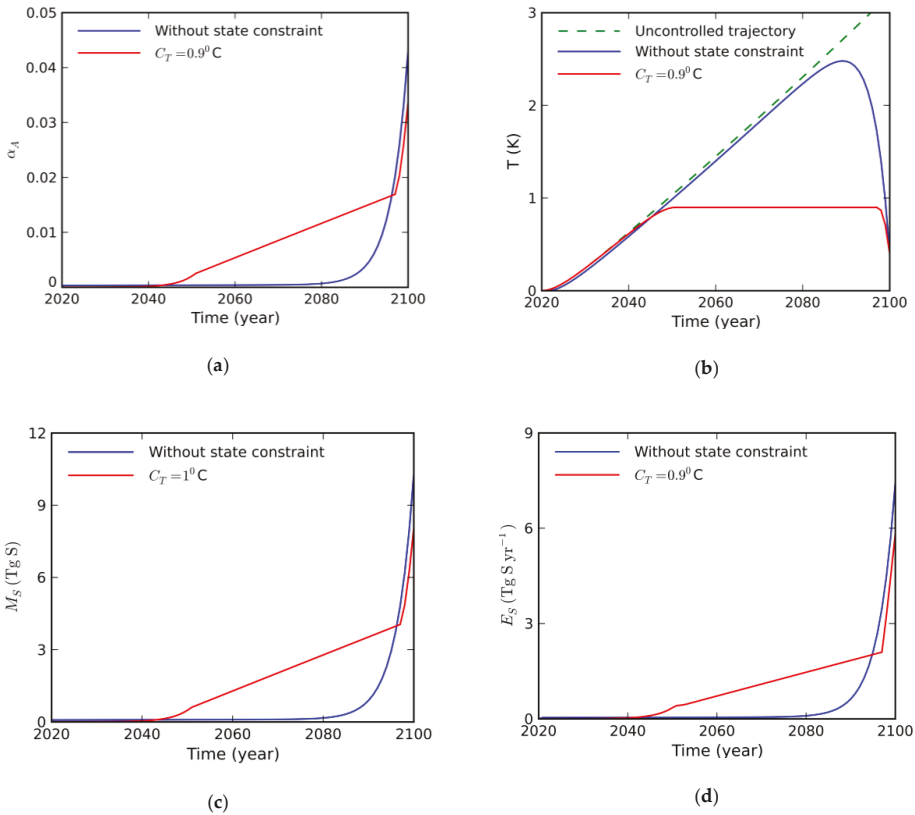 0.05
0.04
0.03
0.02
0.01
0
α_A
Without state constraint
C_T = 0.9⁰ C
2020 2040 2060 2080 2100
Time (year)
(a)
3
2
1
0
T (K)
Uncontrolled trajectory
Without state constraint
C_T = 0.9⁰ C
2020 2040 2060 2080 2100
Time (year)
(b)
12
9
6
3
0
M_S (Tg S)
Without state constraint
C_T = 1⁰ C
2020 2040 2060 2080 2100
Time (year)
(c)
9
6
3
0
E_S (Tg S yr⁻¹)
Without state constraint
C_T = 0.9⁰ C
2020 2040 2060 2080 2100
Time (year)
(d)